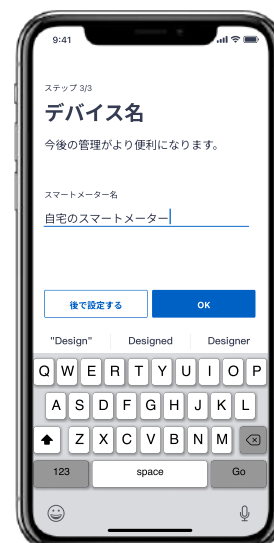 9:41
ステップ 3/3
デバイス名
今後の管理がより便利になります。
スマートメーター名
自宅のスマートメーター
後で設定する OK
"Design" Designed Designer
Q W E R T Y U I O P
A S D F G H J K L
Z X C V B N M
123 space Go